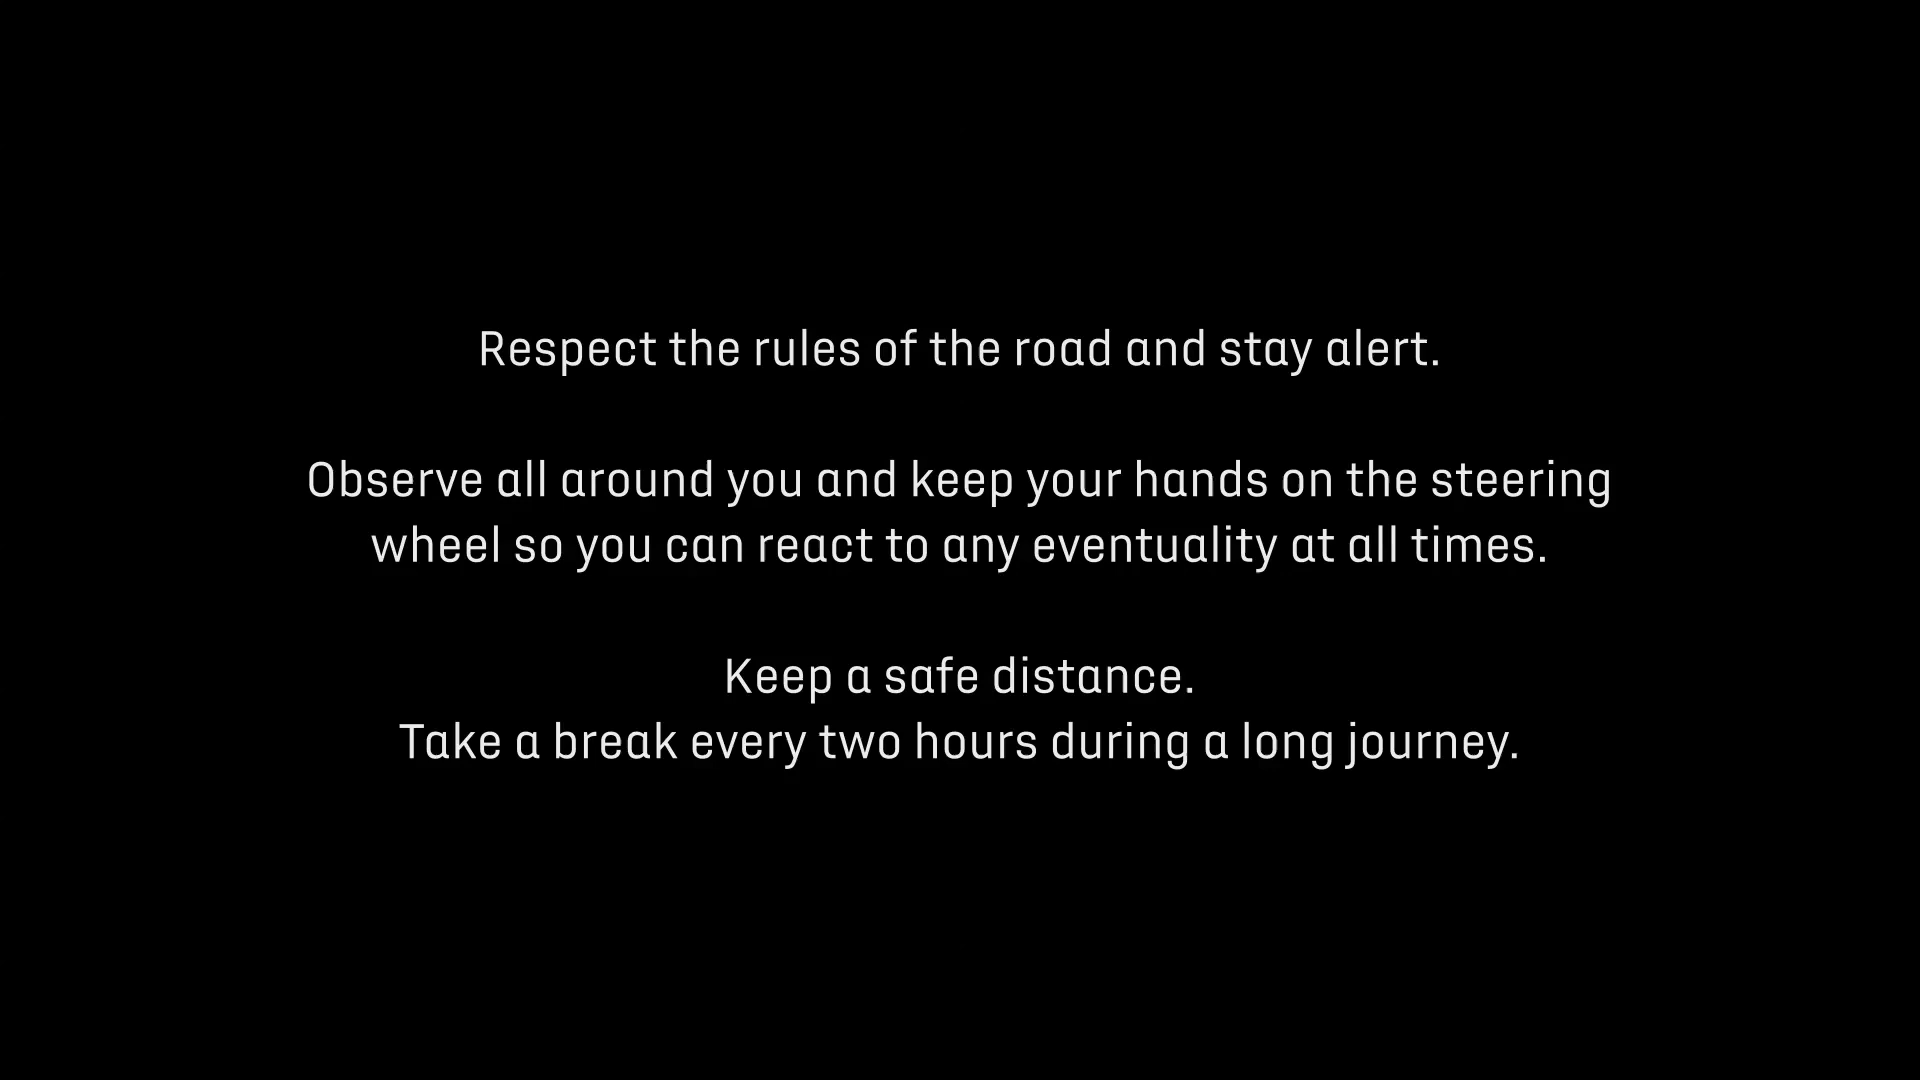 Respect the rules of the road and stay alert.
Observe all around you and keep your hands on the steering
wheel so you can react to any eventuality at all times.
Keep a safe distance.
Take a break every two hours during a long journey.